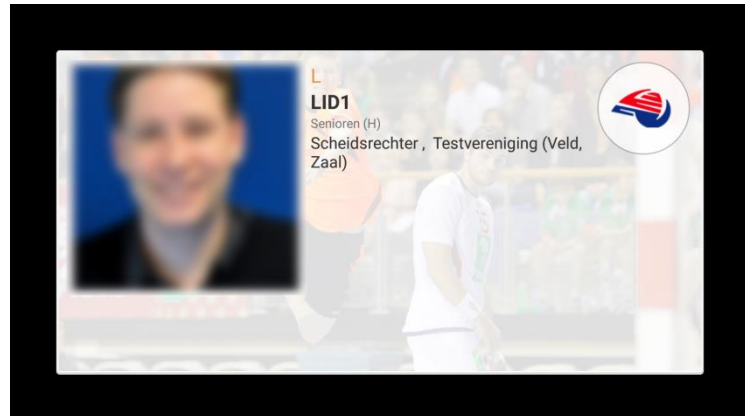 L
LID1
Senioren (H)
Scheidsrechter , Testvereniging (Veld,
Zaal)